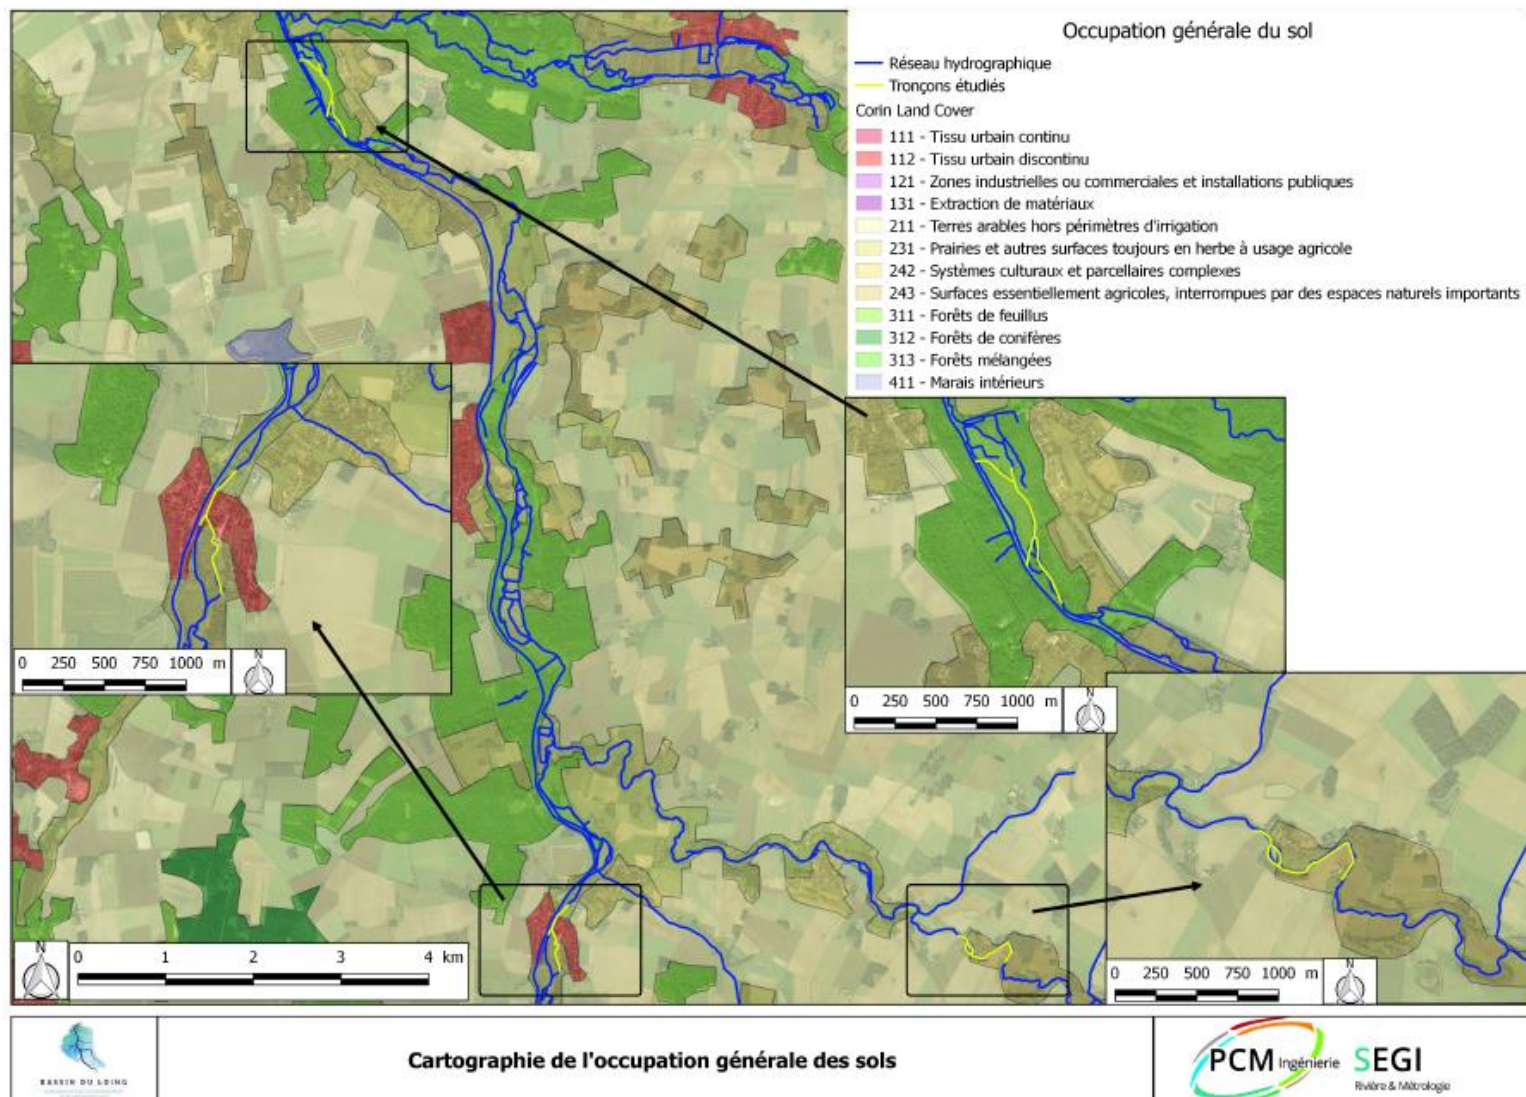 Occupation générale du sol
Réseau hydrographique
Tronçons étudiés
Corin Land Cover
111 - Tissu urbain continu
112 - Tissu urbain discontinu
121 - Zones industrielles ou commerciales et installations publiques
131 - Extraction de matériaux
211 - Terres arables hors périmètres d'irrigation
231 - Prairies et autres surfaces toujours en herbe à usage agricole
242 - Systèmes culturaux et parcellaires complexes
243 - Surfaces essentiellement agricoles, interrompues par des espaces naturels importants
311 - Forêts de feuillus
312 - Forêts de conifères
313 - Forêts mélangées
411 - Marais intérieurs
0 250 500 750 1000 m
N
0 250 500 750 1000 m
N
0 250 500 750 1000 m
N
N
0 1 2 3 4 km
BASSIN DU LOING
Cartographie de l'occupation générale des sols
PCM Ingénierie
SEGI
Rivière & Métrologie